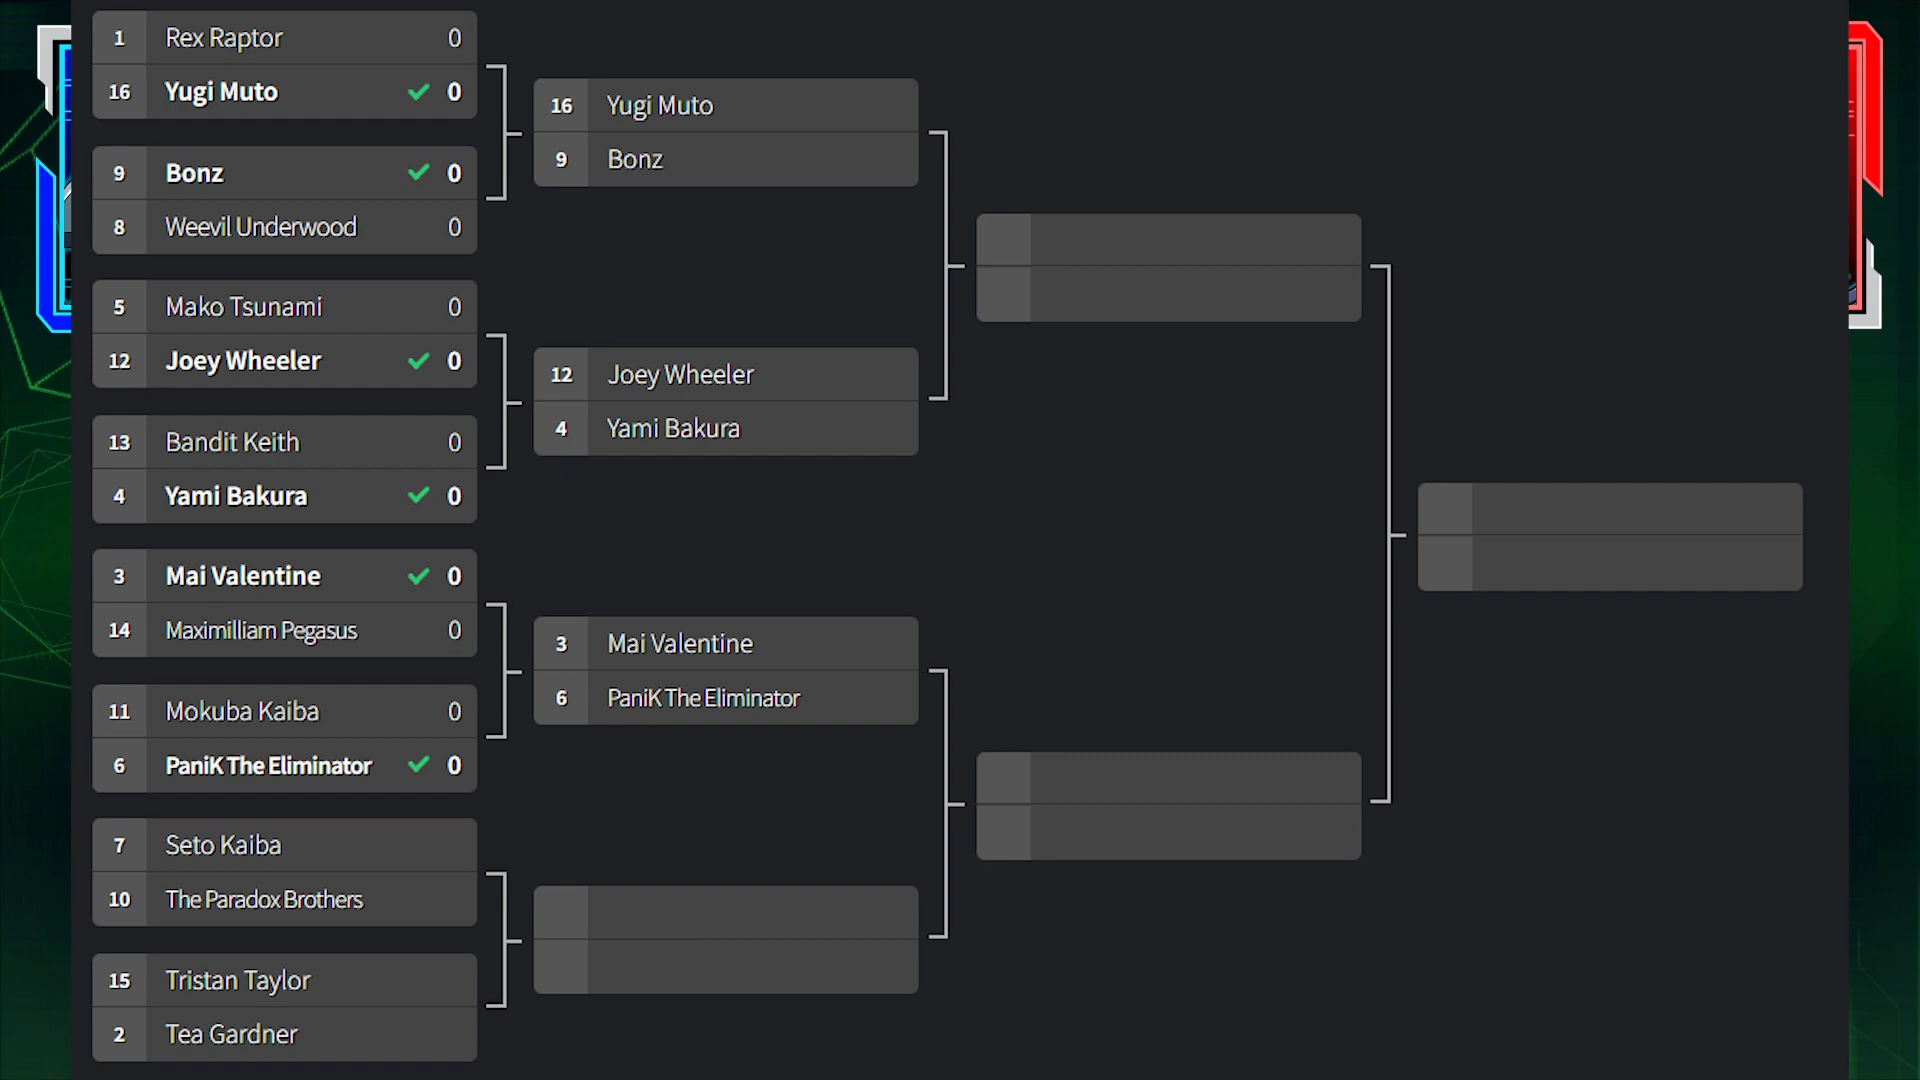 1 Rex Raptor 0
16 Yugi Muto 0
9 Bonz 0
8 Weevil Underwood 0
5 Mako Tsunami 0
12 Joey Wheeler 0
13 Bandit Keith 0
4 Yami Bakura 0
3 Mai Valentine 0
14 Maximilliam Pegasus 0
11 Mokuba Kaiba 0
6 PaniK The Eliminator 0
7 Seto Kaiba
10 The Paradox Brothers
15 Tristan Taylor
2 Tea Gardner
16 Yugi Muto
9 Bonz
12 Joey Wheeler
4 Yami Bakura
3 Mai Valentine
6 PaniK The Eliminator